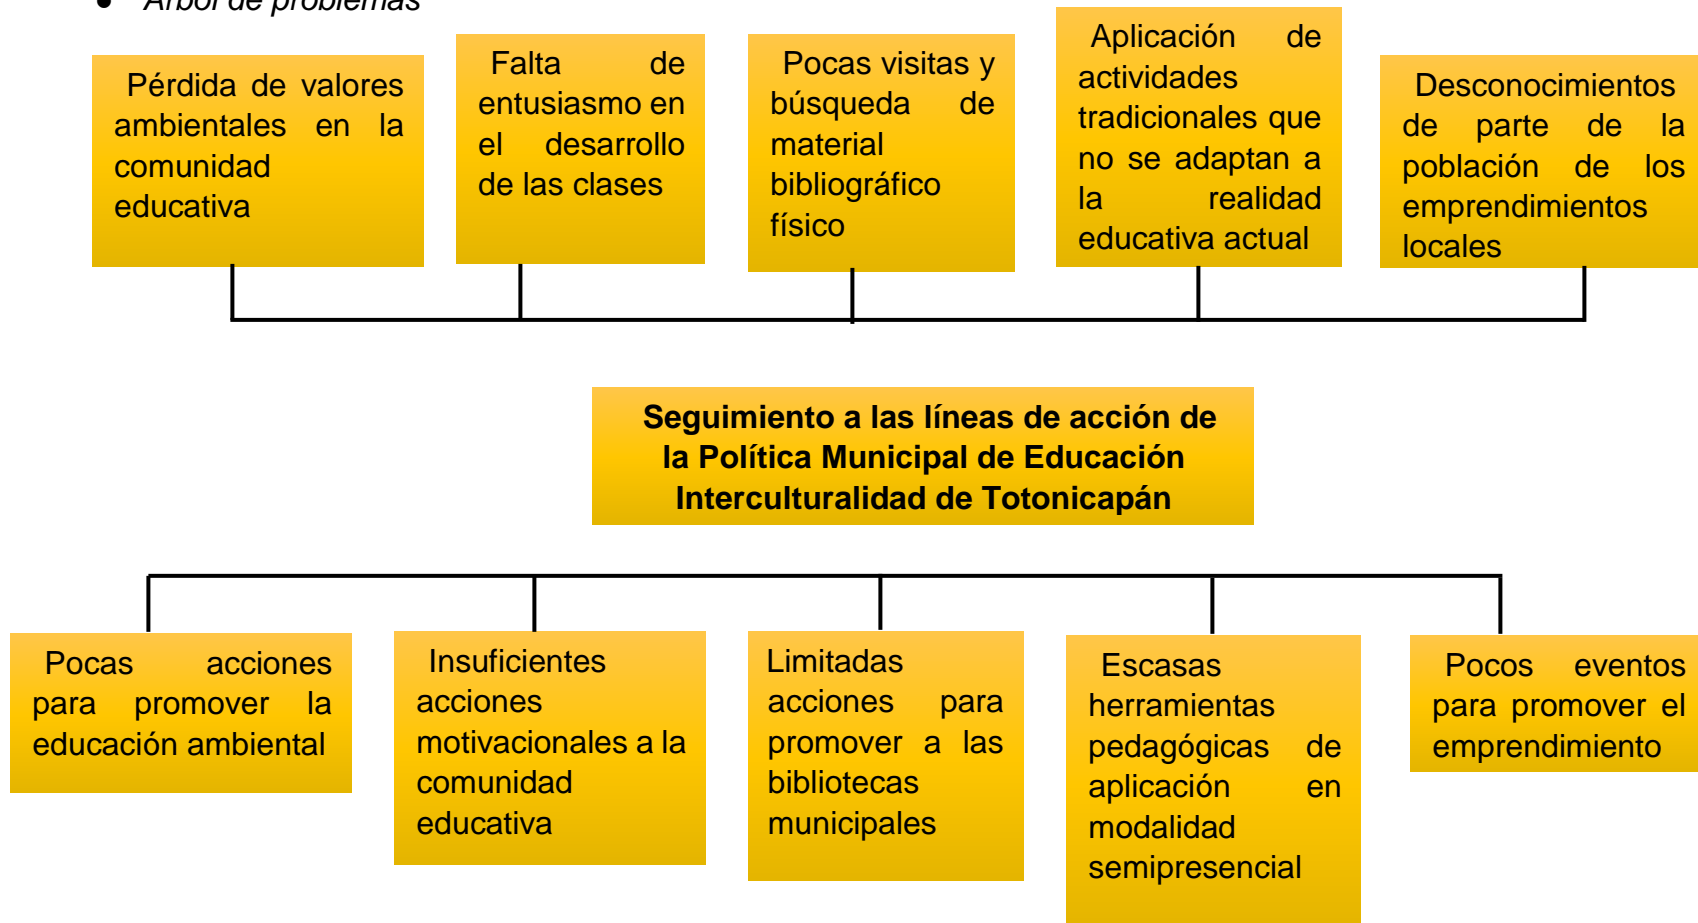 ● Árbol de problemas
Pérdida de valores
ambientales en la
comunidad
educativa
Falta de
entusiasmo en
el desarrollo
de las clases
Pocas visitas y
búsqueda de
material
bibliográfico
físico
Aplicación de
actividades
tradicionales que
no se adaptan a
la realidad
educativa actual
Desconocimientos
de parte de la
población de los
emprendimientos
locales
Seguimiento a las líneas de acción de
la Política Municipal de Educación
Interculturalidad de Totonicapán
Pocas acciones
para promover la
educación ambiental
Insuficientes
acciones
motivacionales a la
comunidad
educativa
Limitadas
acciones para
promover a las
bibliotecas
municipales
Escasas
herramientas
pedagógicas de
aplicación en
modalidad
semipresencial
Pocos eventos
para promover el
emprendimiento